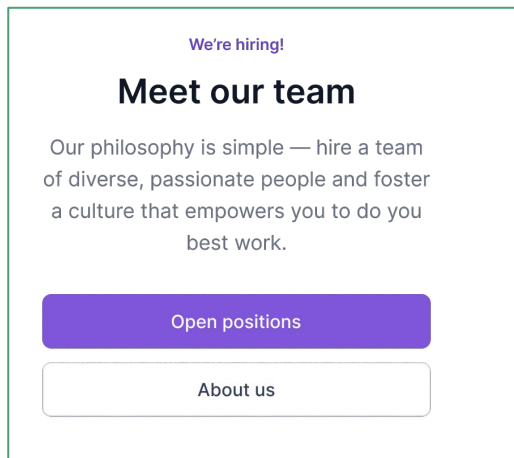 We’re hiring!
Meet our team
Our philosophy is simple — hire a team
of diverse, passionate people and foster
a culture that empowers you to do you
best work.
Open positions
About us